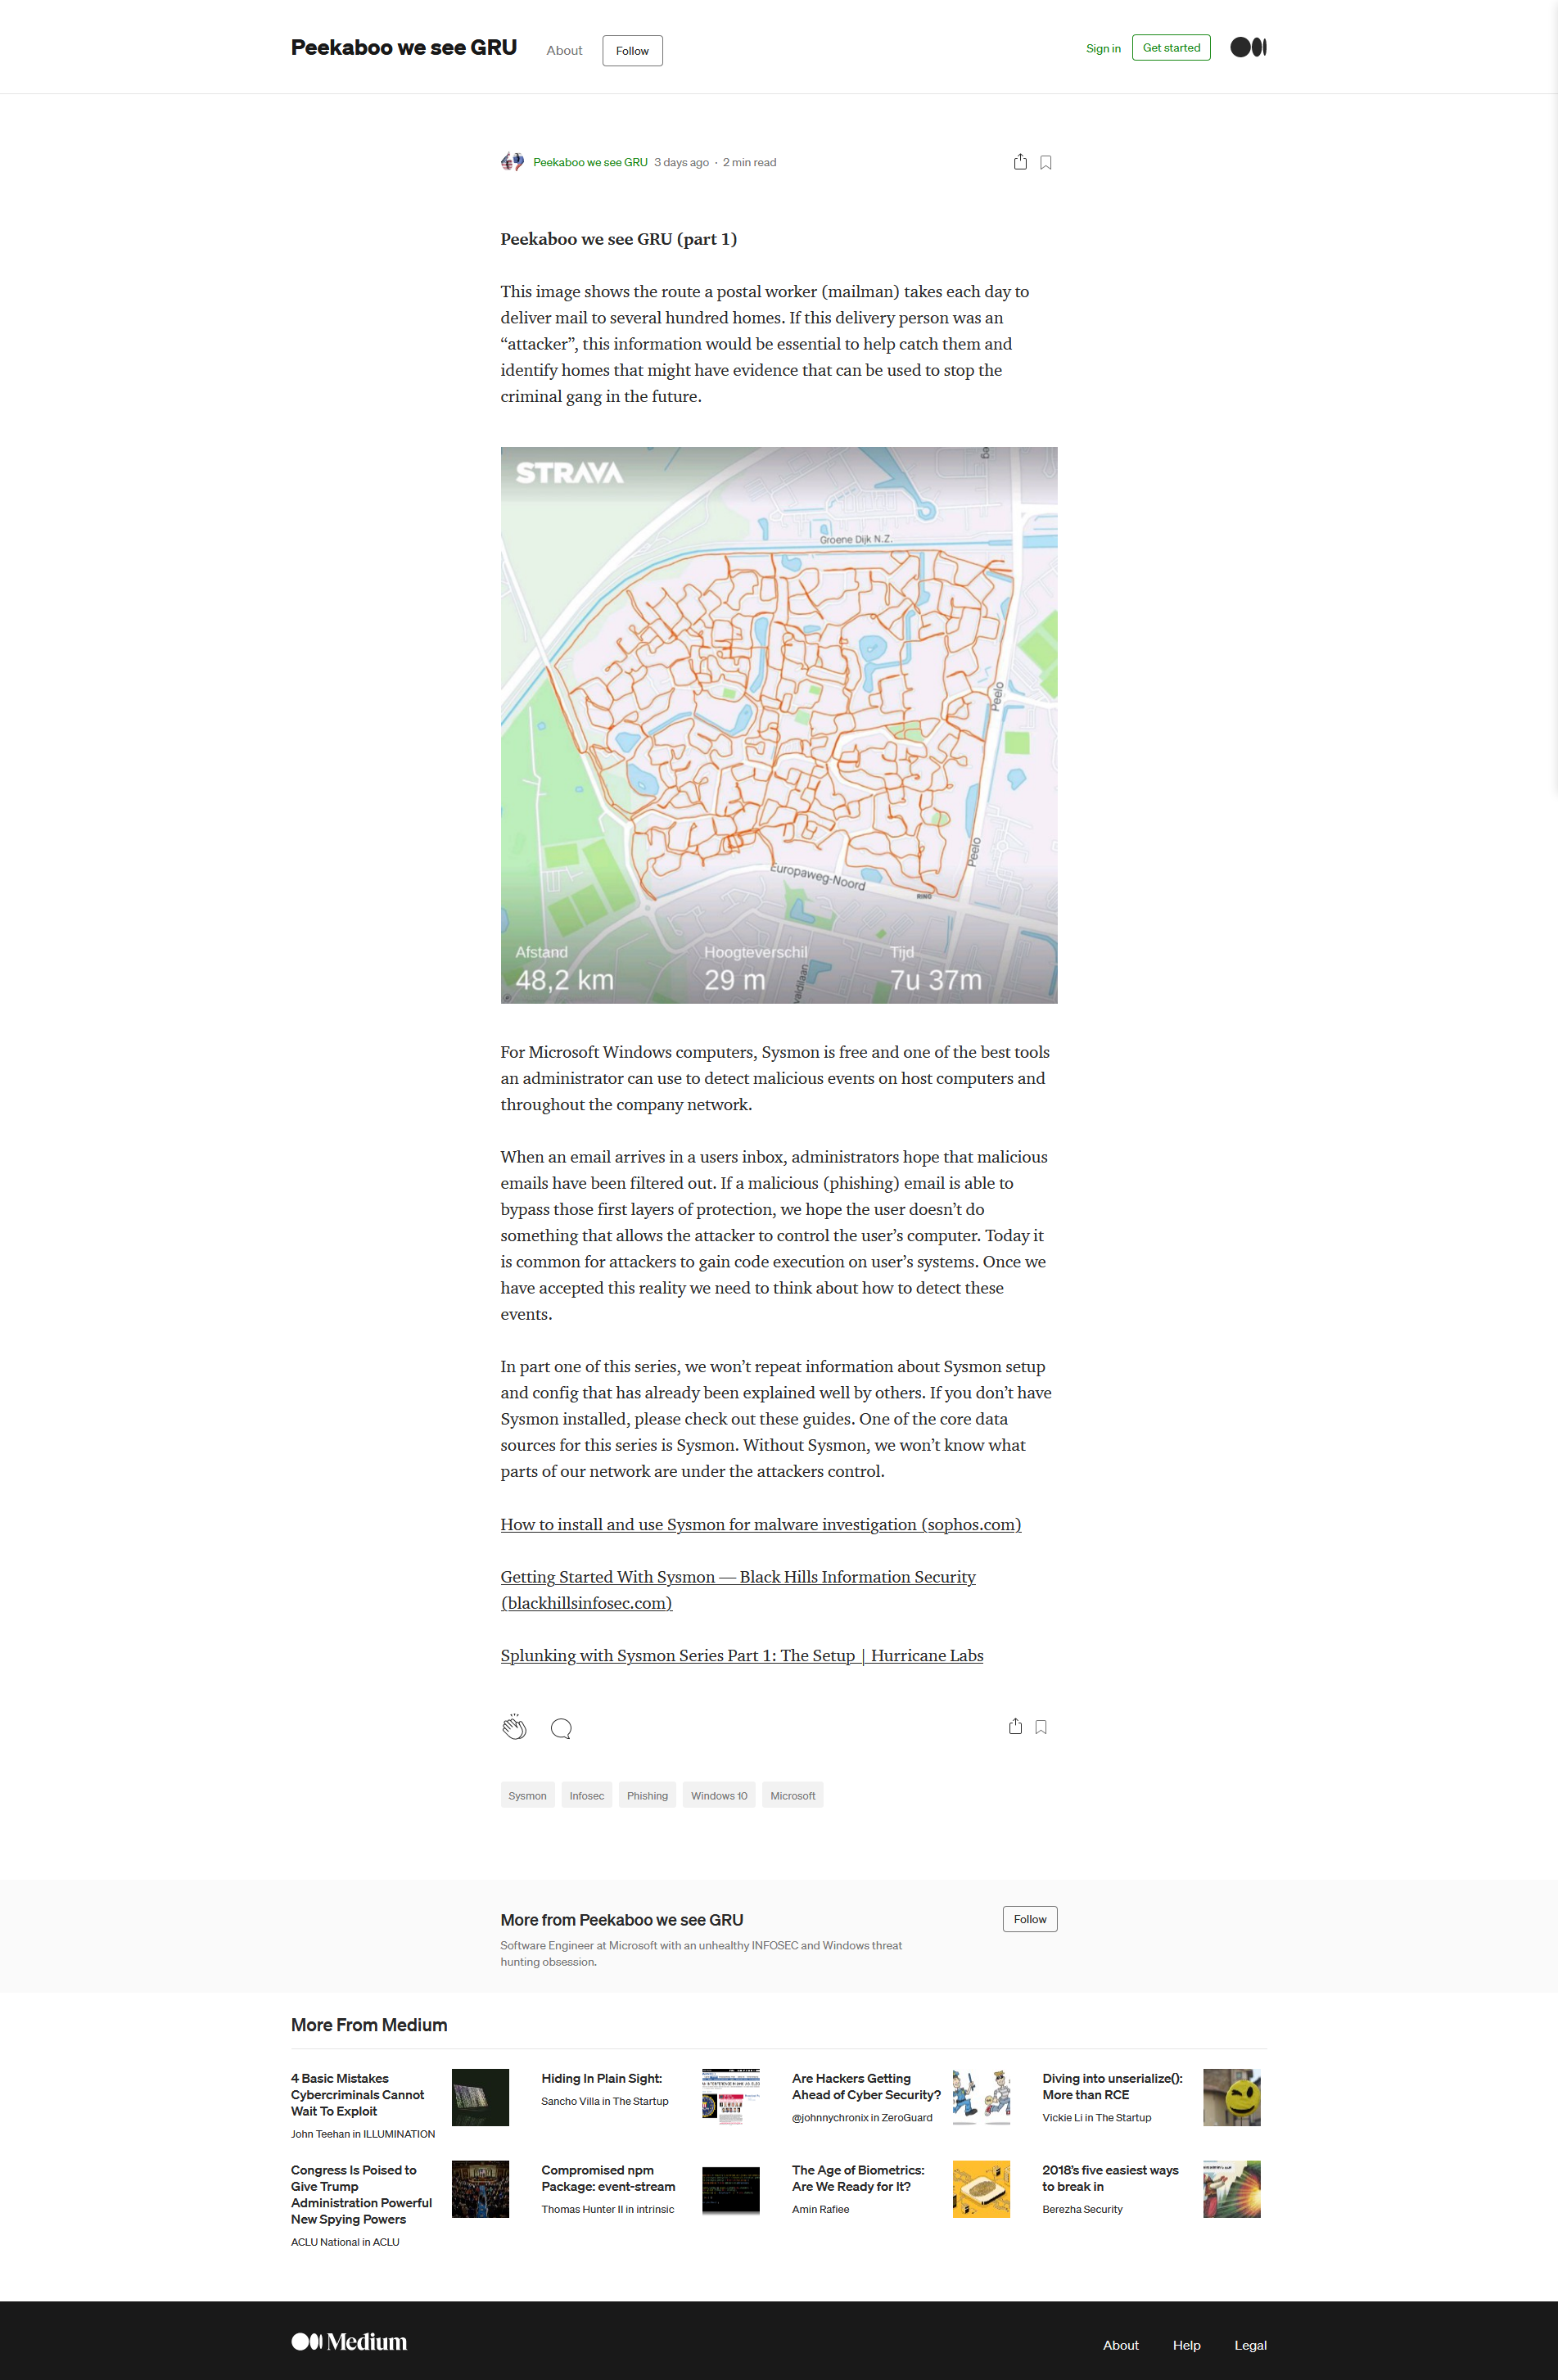 Peekaboo we see GRU
About
Follow
Sign in
Get started
Peekaboo we see GRU 3 days ago · 2 min read
Peekaboo we see GRU (part 1)
This image shows the route a postal worker (mailman) takes each day to
deliver mail to several hundred homes. If this delivery person was an
“attacker”, this information would be essential to help catch them and
identify homes that might have evidence that can be used to stop the
criminal gang in the future.
STRAVA
eg
Groene Dijk N.Z.
Peelo
Peelo
Europaweg-Noord
RING
Afstand
Hoogteverschil
Tijd
48,2 km
29 m
7u 37m
valdilaan
For Microsoft Windows computers, Sysmon is free and one of the best tools
an administrator can use to detect malicious events on host computers and
throughout the company network.
When an email arrives in a users inbox, administrators hope that malicious
emails have been filtered out. If a malicious (phishing) email is able to
bypass those first layers of protection, we hope the user doesn’t do
something that allows the attacker to control the user’s computer. Today it
is common for attackers to gain code execution on user’s systems. Once we
have accepted this reality we need to think about how to detect these
events.
In part one of this series, we won’t repeat information about Sysmon setup
and config that has already been explained well by others. If you don’t have
Sysmon installed, please check out these guides. One of the core data
sources for this series is Sysmon. Without Sysmon, we won’t know what
parts of our network are under the attackers control.
How to install and use Sysmon for malware investigation (sophos.com)
Getting Started With Sysmon — Black Hills Information Security
(blackhillsinfosec.com)
Splunking with Sysmon Series Part 1: The Setup | Hurricane Labs
Sysmon
Infosec
Phishing
Windows 10
Microsoft
More from Peekaboo we see GRU
Follow
Software Engineer at Microsoft with an unhealthy INFOSEC and Windows threat
hunting obsession.
More From Medium
4 Basic Mistakes
Cybercriminals Cannot
Wait To Exploit
John Teehan in ILLUMINATION
Hiding In Plain Sight:
Sancho Villa in The Startup
Are Hackers Getting
Ahead of Cyber Security?
@johnnychronix in ZeroGuard
Diving into unserialize():
More than RCE
Vickie Li in The Startup
Congress Is Poised to
Give Trump
Administration Powerful
New Spying Powers
ACLU National in ACLU
Compromised npm
Package: event-stream
Thomas Hunter II in intrinsic
The Age of Biometrics:
Are We Ready for It?
Amin Rafiee
2018’s five easiest ways
to break in
Berezha Security
Medium
About
Help
Legal